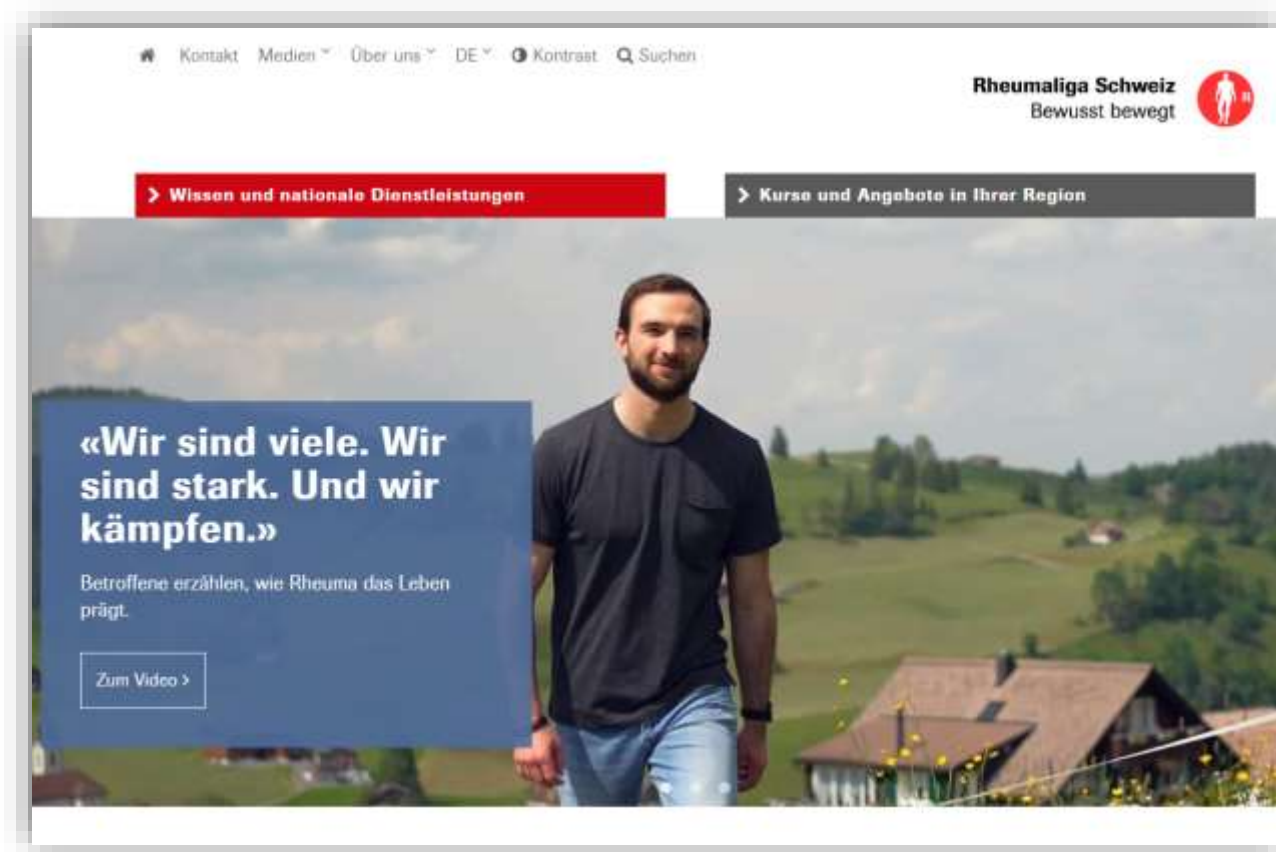 Kontakt Medien Über uns DE Kontrast Suchen
Rheumaliga Schweiz
Bewusst bewegt
R
Wissen und nationale Dienstleistungen
Kurse und Angebote in Ihrer Region
«Wir sind viele. Wir
sind stark. Und wir
kämpfen.»
Betroffene erzählen, wie Rheuma das Leben
prägt.
Zum Video >